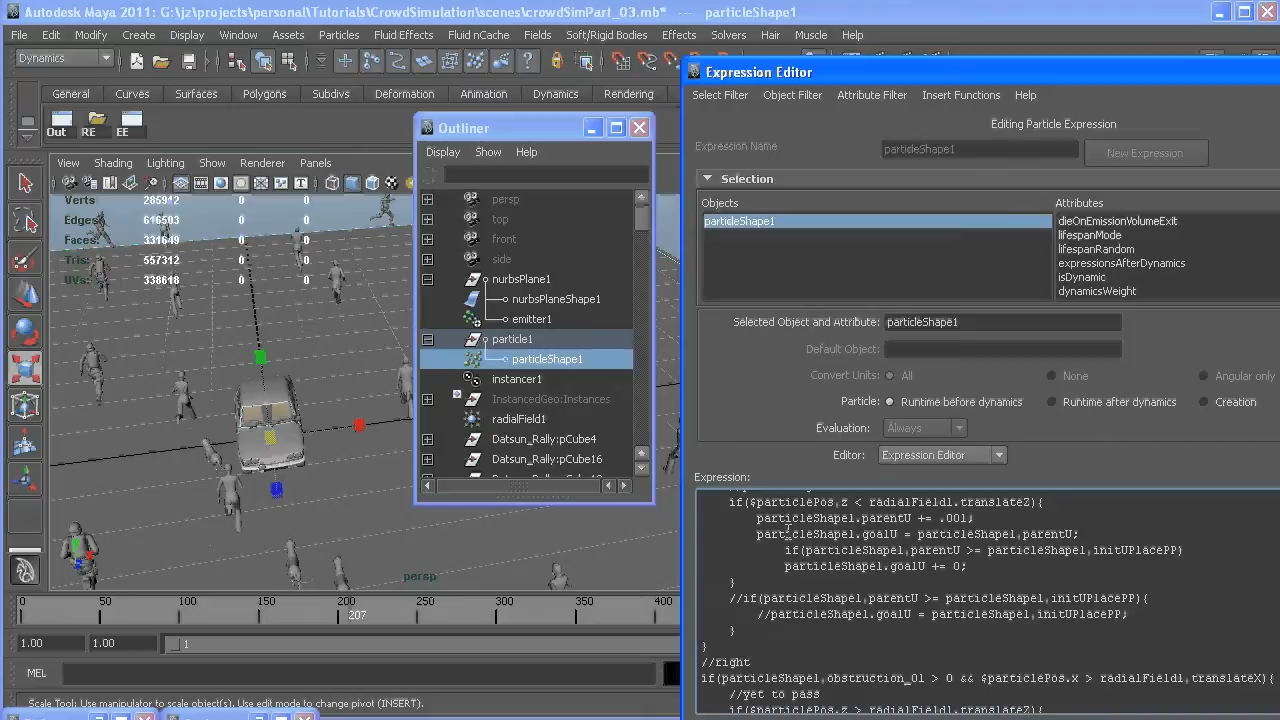 Autodesk Maya 2011: G:\jz\projects\personal\Tutorials\CrowdSimulation\scenes\crowdSimPart_03.mb* --- particleShape1
File Edit Modify Create Display Window Assets Particles Fluid Effects Fluid nCache Fields Soft/Rigid Bodies Effects Solvers Hair Muscle Help
Dynamics
General Curves Surfaces Polygons Subdivs Deformation Animation Dynamics Rendering
Out RE EE
View Shading Lighting Show Renderer Panels
Verts 285912 0 0
Edges: 616503 0 0
Faces: 331649 0 0
Tris: 557312 0 0
UVs: 338618 0 0
persp
Outliner
Display Show Help
persp
top
front
side
nurbsPlane1
nurbsPlaneShape1
emitter1
particle1
particleShape1
instancer1
InstancedGeo:Instances
radialField1
Datsun_Rally:pCube4
Datsun_Rally:pCube16
Expression Editor
Select Filter Object Filter Attribute Filter Insert Functions Help
Editing Particle Expression
Expression Name particleShape1 New Expression
Selection
Objects Attributes
particleShape1
dieOnEmissionVolumeExit
lifespanMode
lifespanRandom
expressionsAfterDynamics
isDynamic
dynamicsWeight
Selected Object and Attribute: particleShape1
Default Object:
Convert Units: All None Angular only
Particle: Runtime before dynamics Runtime after dynamics Creation
Evaluation: Always
Editor: Expression Editor
Expression:
if($particlePos.z < radialField1.translateZ){
particleShape1.parentU += .001;
particleShape1.goalU = particleShape1.parentU;
if(particleShape1.parentU >= particleShape1.initUPlacePP)
particleShape1.goalU += 0;
}
//if(particleShape1.parentU >= particleShape1.initUPlacePP){
//particleShape1.goalU = particleShape1.initUPlacePP;
}
}
//right
if(particleShape1.obstruction_01 > 0 && $particlePos.x > radialField1.translateX){
//yet to pass
if($particlePos.z > radialField1.translateZ){
0 50 100 150 200 250 300 350 400
207
1.00 1.00 1
MEL
Scale Tool: Use manipulator to scale object(s). Use edit mode to change pivot (INSERT).